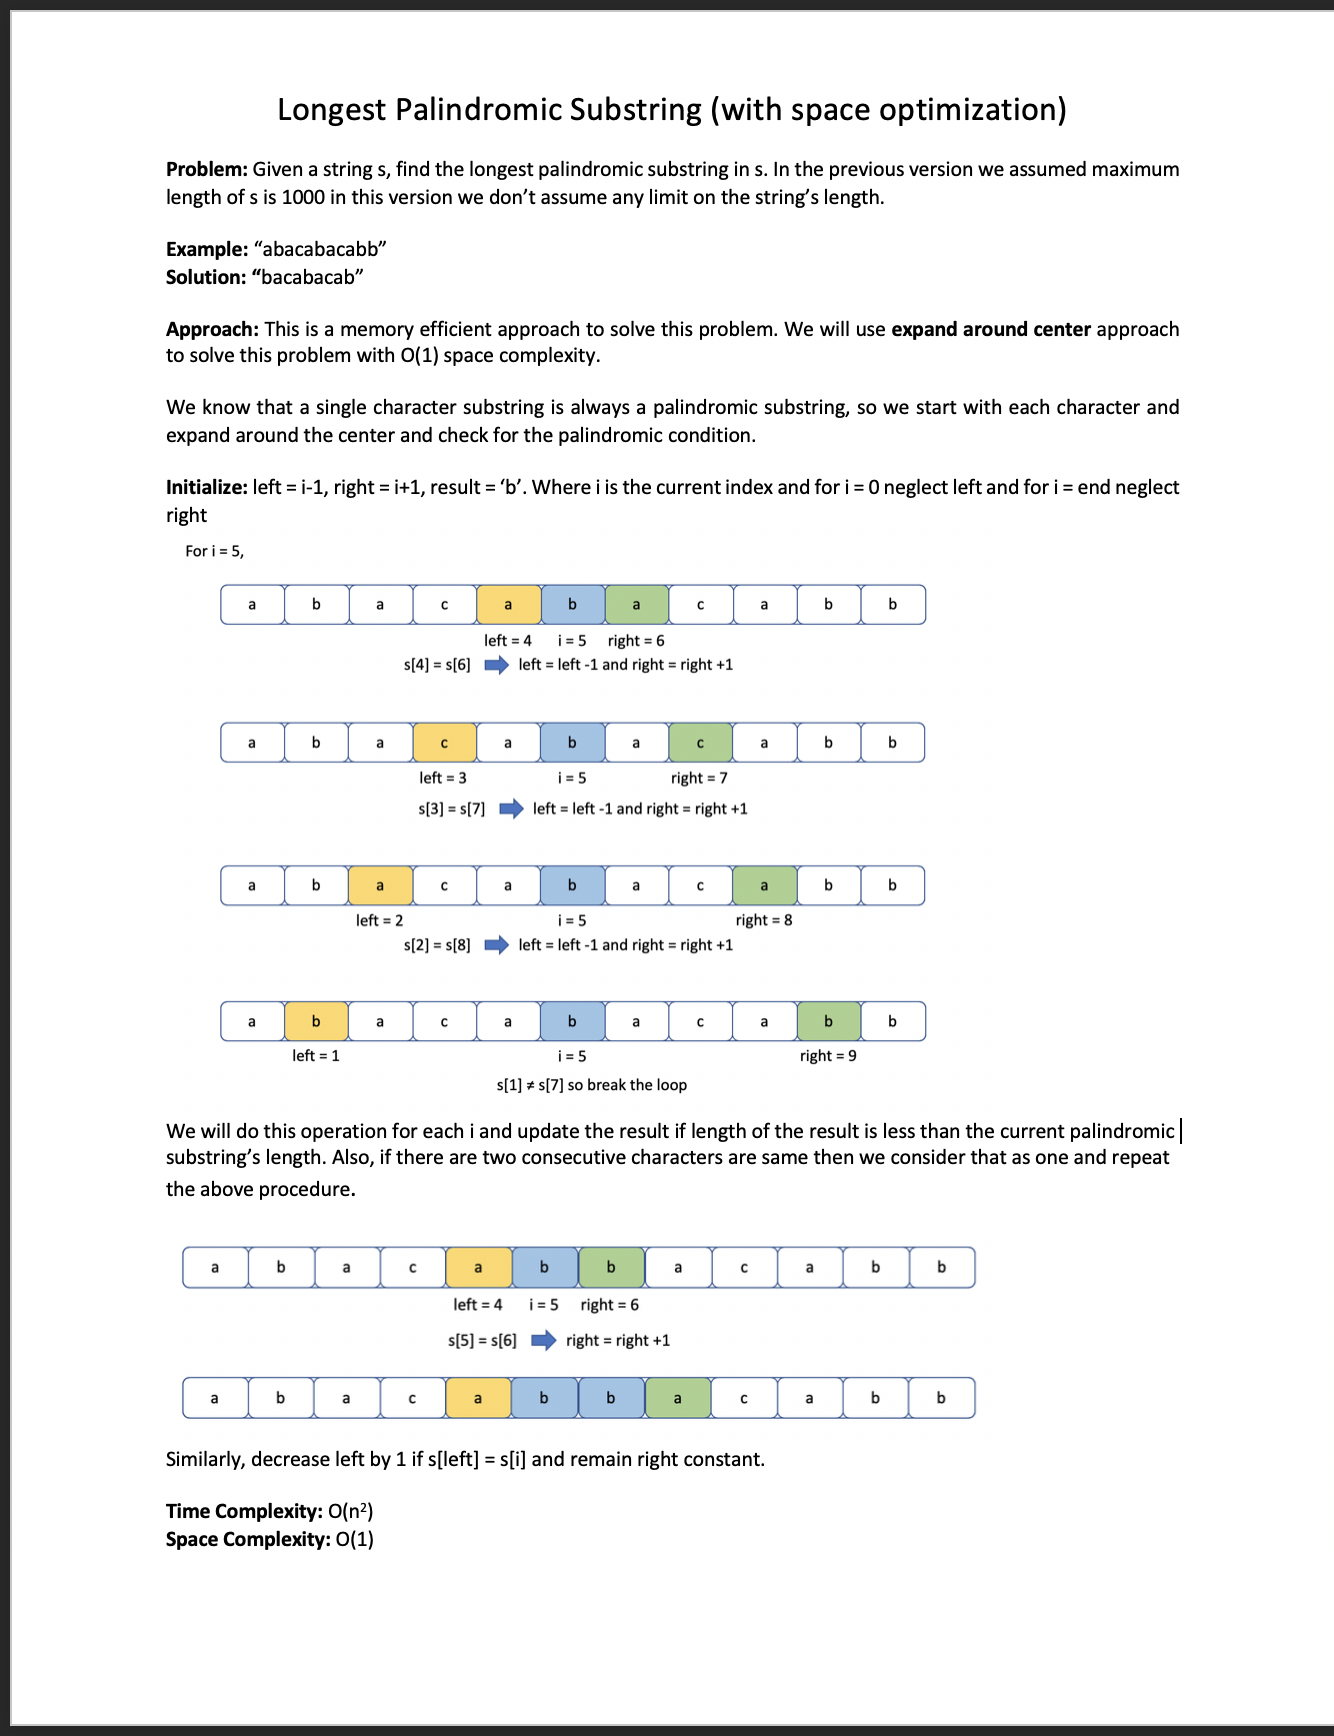 Longest Palindromic Substring (with space optimization)
Problem: Given a string s, find the longest palindromic substring in s. In the previous version we assumed maximum
length of s is 1000 in this version we don’t assume any limit on the string’s length.
Example: “abacabacabb”
Solution: “bacabacab”
Approach: This is a memory efficient approach to solve this problem. We will use expand around center approach
to solve this problem with O(1) space complexity.
We know that a single character substring is always a palindromic substring, so we start with each character and
expand around the center and check for the palindromic condition.
Initialize: left = i-1, right = i+1, result = ‘b’. Where i is the current index and for i = 0 neglect left and for i = end neglect
right
For i = 5,
a b a c a b a c a b b
left = 4 i = 5 right = 6
s[4] = s[6] left = left -1 and right = right +1
a b a c a b a c a b b
left = 3 i = 5 right = 7
s[3] = s[7] left = left -1 and right = right +1
a b a c a b a c a b b
left = 2 i = 5 right = 8
s[2] = s[8] left = left -1 and right = right +1
a b a c a b a c a b b
left = 1 i = 5 right = 9
s[1] ≠ s[7] so break the loop
We will do this operation for each i and update the result if length of the result is less than the current palindromic
substring’s length. Also, if there are two consecutive characters are same then we consider that as one and repeat
the above procedure.
a b a c a b b a c a b b
left = 4 i = 5 right = 6
s[5] = s[6] right = right +1
a b a c a b b a c a b b
Similarly, decrease left by 1 if s[left] = s[i] and remain right constant.
Time Complexity: O(n²)
Space Complexity: O(1)